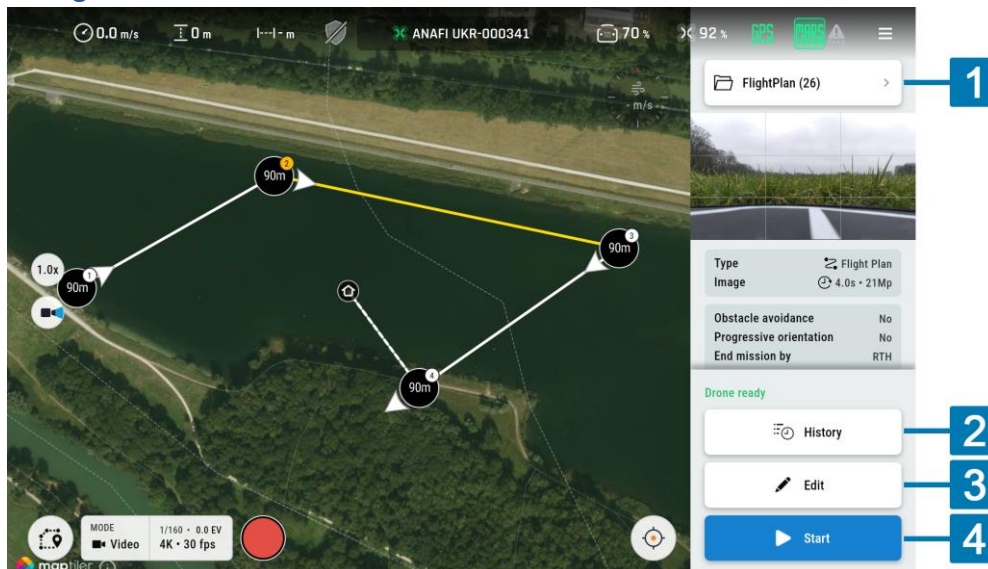 0.0 m/s
0 m
- m
ANAFI UKR-000341
70 %
92 %
GPS
MARS
FlightPlan (26)
1
- m/s
2
90m
3
90m
1.0x
1
90m
4
90m
Type
Flight Plan
Image
4.0s • 21Mp
Obstacle avoidance
No
Progressive orientation
No
End mission by
RTH
Drone ready
History
2
Edit
3
Start
4
MODE
Video
1/160 • 0.0 EV
4K • 30 fps
maptiler